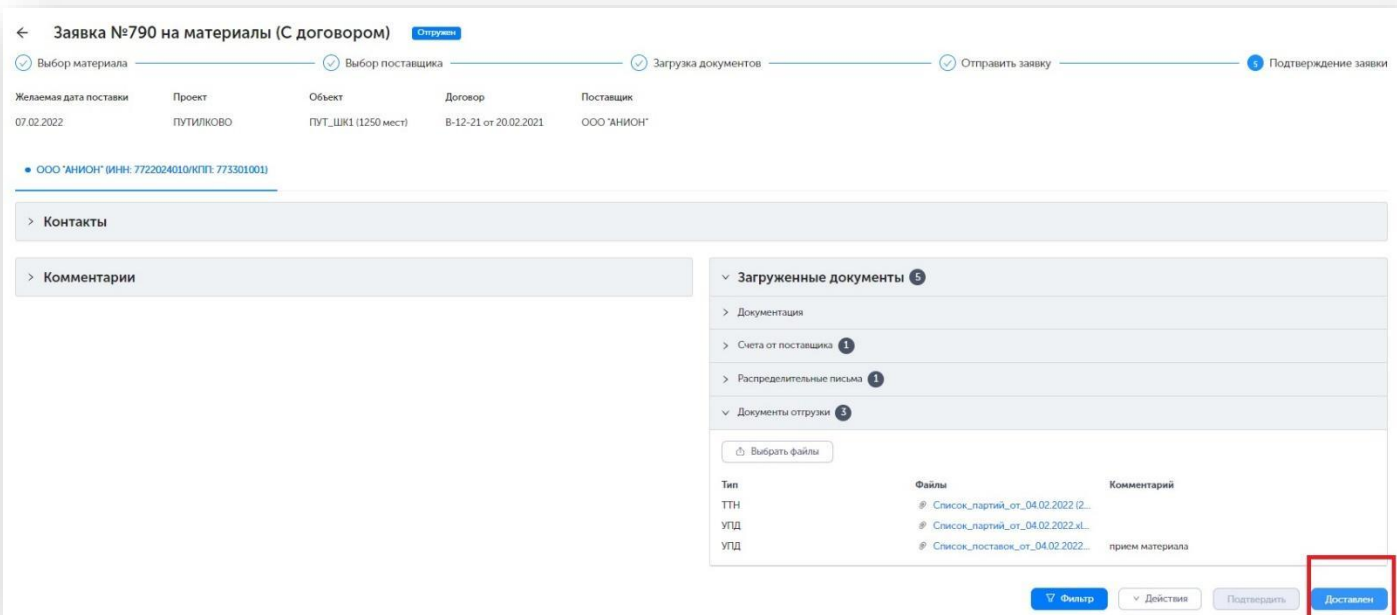 Заявка №790 на материалы (С договором) Отгружен
Выбор материала Выбор поставщика Загрузка документов Отправить заявку 5 Подтверждение заявки
Желаемая дата поставки Проект Объект Договор Поставщик
07.02.2022 ПУТИЛКОВО ПУТ_ШК1 (1250 мест) В-12-21 от 20.02.2021 ООО "АНИОН"
ООО "АНИОН" (ИНН: 7722024010/КПП: 773301001)
Контакты
Комментарии
Загруженные документы 5
Документация
Счета от поставщика 1
Распределительные письма 1
Документы отгрузки 3
Выбрать файлы
Тип Файлы Комментарий
ТТН Список_партий_от_04.02.2022 (2...
УПД Список_партий_от_04.02.2022.xl...
УПД Список_поставок_от_04.02.2022... прием материала
Фильтр Действия Подтвердить Доставлен